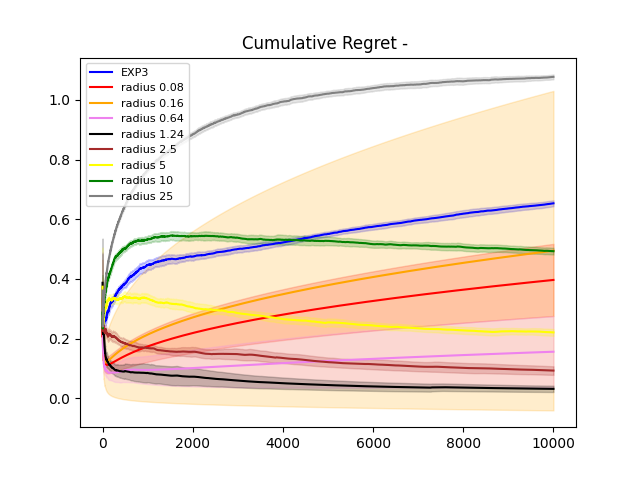 Cumulative Regret -
EXP3
radius 0.08
radius 0.16
radius 0.64
radius 1.24
radius 2.5
radius 5
radius 10
radius 25
1.0
0.8
0.6
0.4
0.2
0.0
0 2000 4000 6000 8000 10000